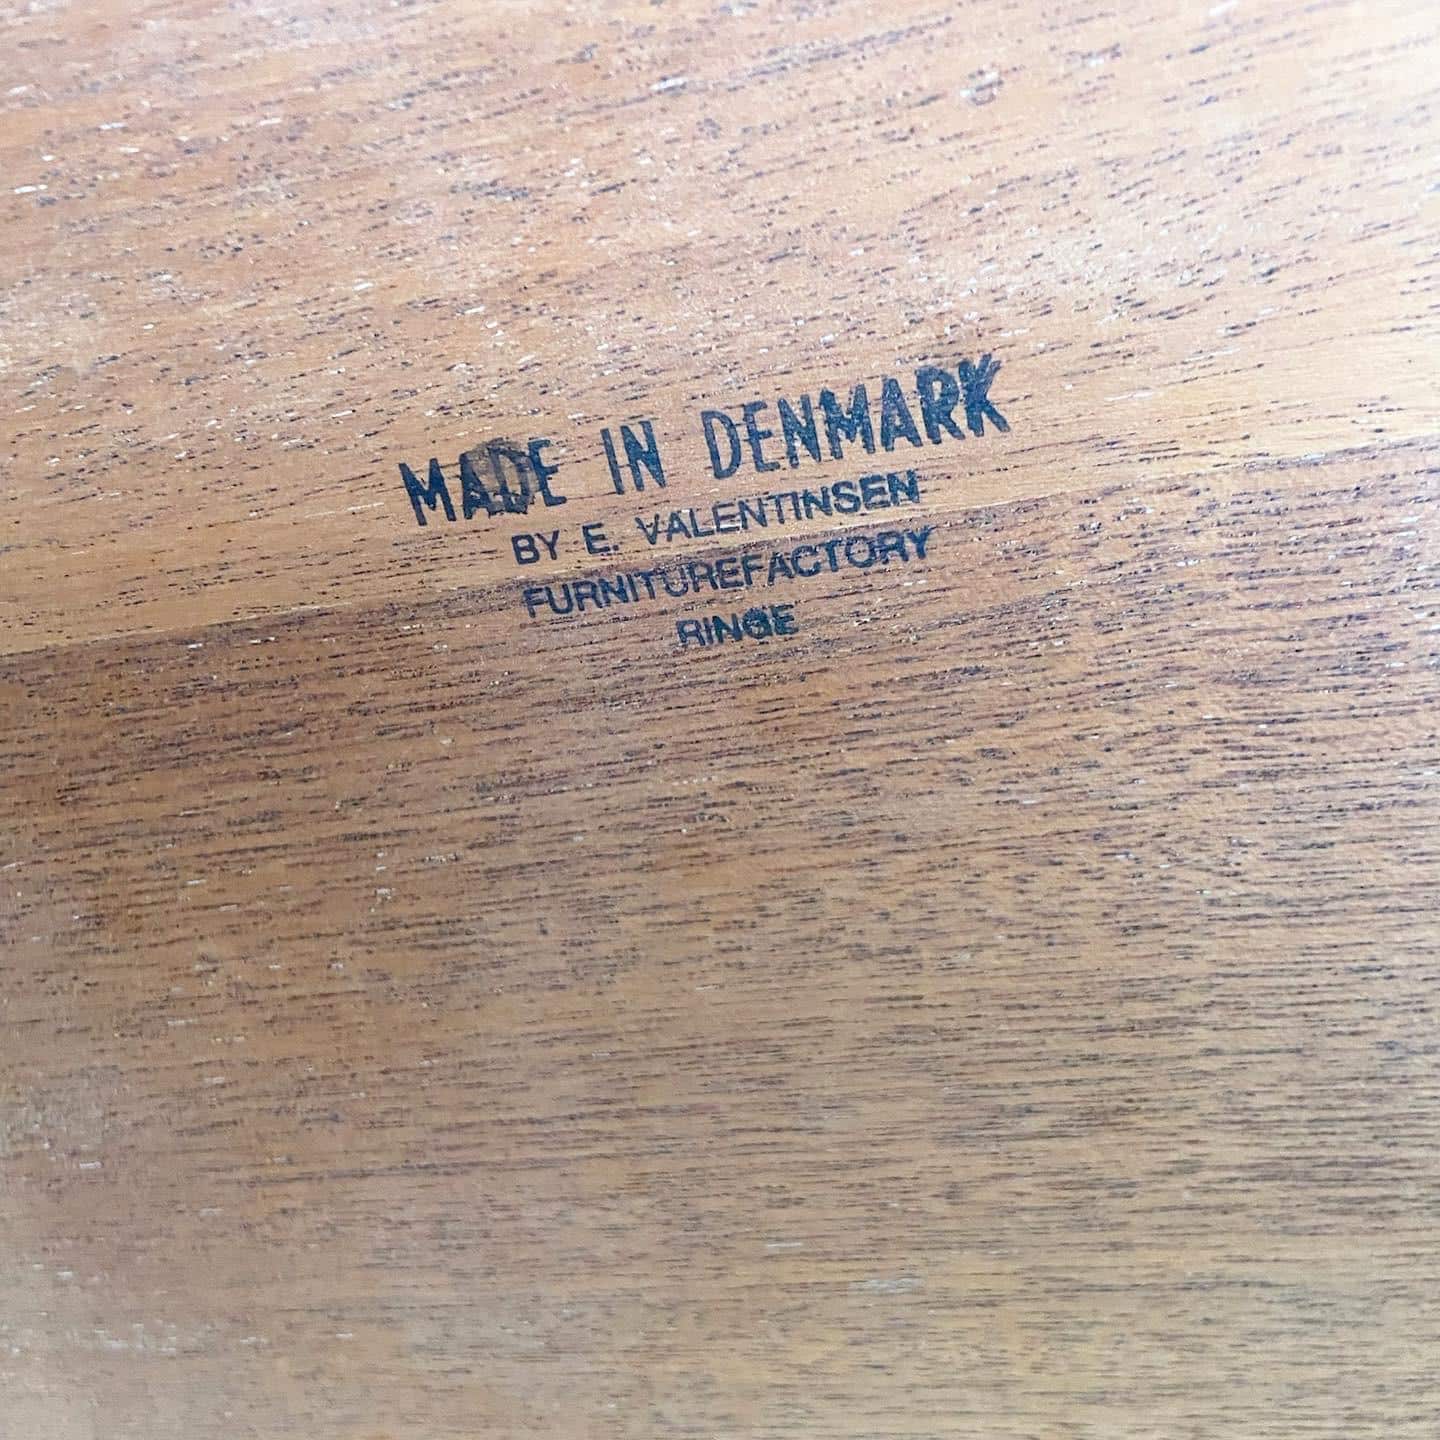 MADE IN DENMARK
BY E. VALENTINSEN
FURNITUREFACTORY
RINGE